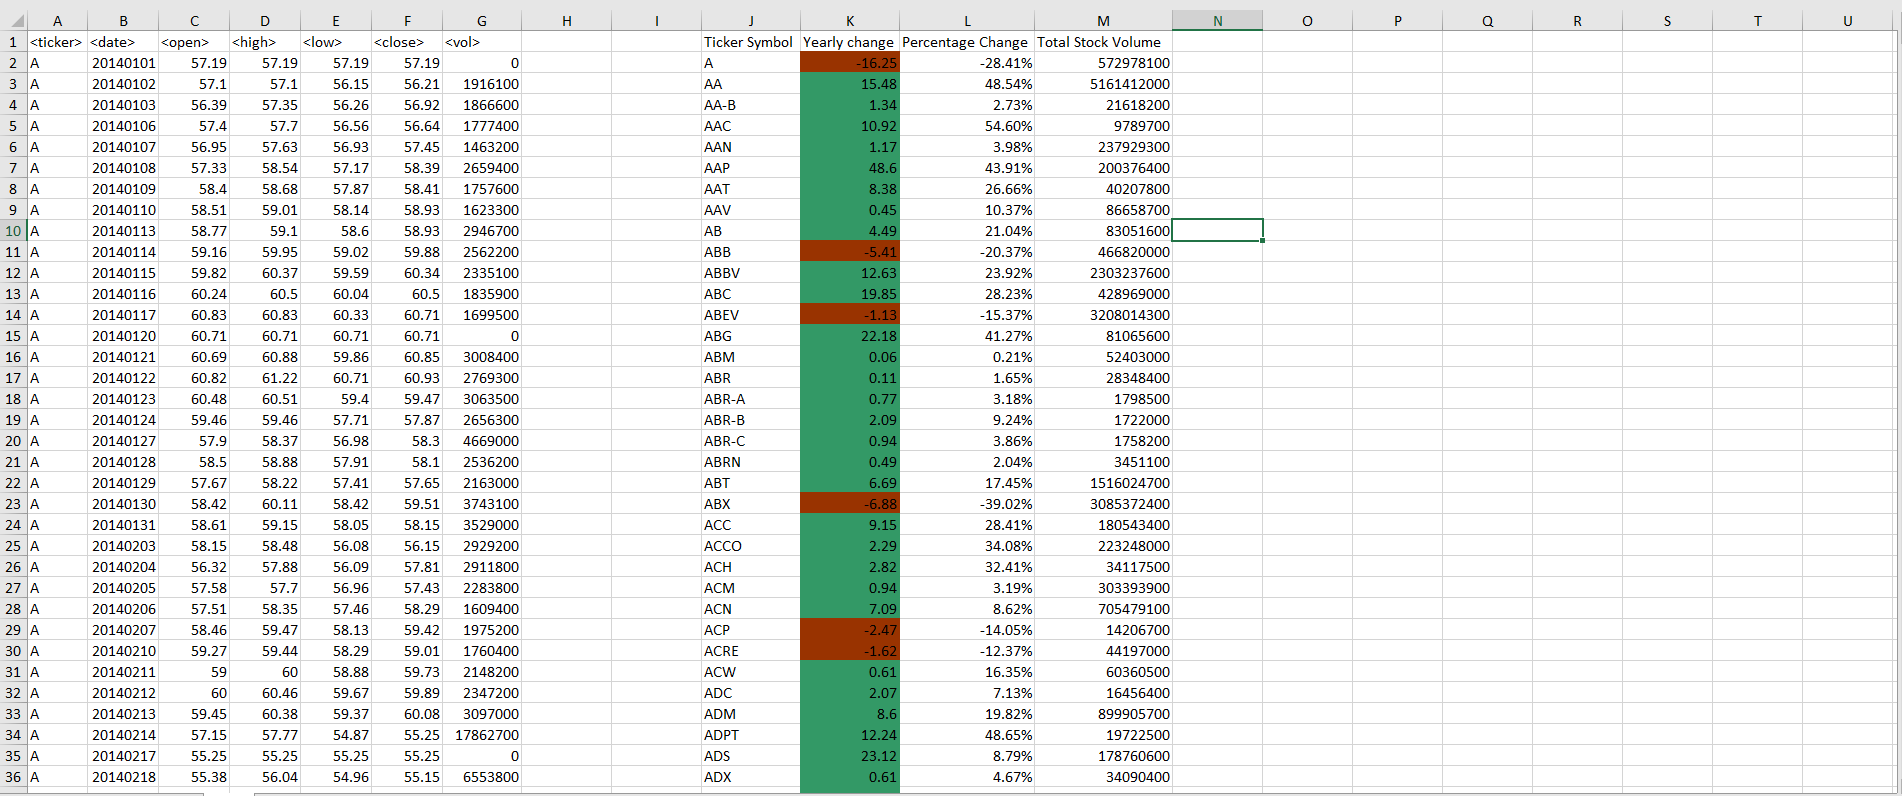 A B C D E F G H I J K L M N O P Q R S T U
1 <ticker> <date> <open> <high> <low> <close> <vol> Ticker Symbol Yearly change Percentage Change Total Stock Volume
2 A 20140101 57.19 57.19 57.19 57.19 0 A -16.25 -28.41% 572978100
3 A 20140102 57.1 57.1 56.15 56.21 1916100 AA 15.48 48.54% 5161412000
4 A 20140103 56.39 57.35 56.26 56.92 1866600 AA-B 1.34 2.73% 21618200
5 A 20140106 57.4 57.7 56.56 56.64 1777400 AAC 10.92 54.60% 9789700
6 A 20140107 56.95 57.63 56.93 57.45 1463200 AAN 1.17 3.98% 237929300
7 A 20140108 57.33 58.54 57.17 58.39 2659400 AAP 48.6 43.91% 200376400
8 A 20140109 58.4 58.68 57.87 58.41 1757600 AAT 8.38 26.66% 40207800
9 A 20140110 58.51 59.01 58.14 58.93 1623300 AAV 0.45 10.37% 86658700
10 A 20140113 58.77 59.1 58.6 58.93 2946700 AB 4.49 21.04% 83051600
11 A 20140114 59.16 59.95 59.02 59.88 2562200 ABB -5.41 -20.37% 466820000
12 A 20140115 59.82 60.37 59.59 60.34 2335100 ABBV 12.63 23.92% 2303237600
13 A 20140116 60.24 60.5 60.04 60.5 1835900 ABC 19.85 28.23% 428969000
14 A 20140117 60.83 60.83 60.33 60.71 1699500 ABEV -1.13 -15.37% 3208014300
15 A 20140120 60.71 60.71 60.71 60.71 0 ABG 22.18 41.27% 81065600
16 A 20140121 60.69 60.88 59.86 60.85 3008400 ABM 0.06 0.21% 52403000
17 A 20140122 60.82 61.22 60.71 60.93 2769300 ABR 0.11 1.65% 28348400
18 A 20140123 60.48 60.51 59.4 59.47 3063500 ABR-A 0.77 3.18% 1798500
19 A 20140124 59.46 59.46 57.71 57.87 2656300 ABR-B 2.09 9.24% 1722000
20 A 20140127 57.9 58.37 56.98 58.3 4669000 ABR-C 0.94 3.86% 1758200
21 A 20140128 58.5 58.88 57.91 58.1 2536200 ABRN 0.49 2.04% 3451100
22 A 20140129 57.67 58.22 57.41 57.65 2163000 ABT 6.69 17.45% 1516024700
23 A 20140130 58.42 60.11 58.42 59.51 3743100 ABX -6.88 -39.02% 3085372400
24 A 20140131 58.61 59.15 58.05 58.15 3529000 ACC 9.15 28.41% 180543400
25 A 20140203 58.15 58.48 56.08 56.15 2929200 ACCO 2.29 34.08% 223248000
26 A 20140204 56.32 57.88 56.09 57.81 2911800 ACH 2.82 32.41% 34117500
27 A 20140205 57.58 57.7 56.96 57.43 2283800 ACM 0.94 3.19% 303393900
28 A 20140206 57.51 58.35 57.46 58.29 1609400 ACN 7.09 8.62% 705479100
29 A 20140207 58.46 59.47 58.13 59.42 1975200 ACP -2.47 -14.05% 14206700
30 A 20140210 59.27 59.44 58.29 59.01 1760400 ACRE -1.62 -12.37% 44197000
31 A 20140211 59 60 58.88 59.73 2148200 ACW 0.61 16.35% 60360500
32 A 20140212 60 60.46 59.67 59.89 2347200 ADC 2.07 7.13% 16456400
33 A 20140213 59.45 60.38 59.37 60.08 3097000 ADM 8.6 19.82% 899905700
34 A 20140214 57.15 57.77 54.87 55.25 17862700 ADPT 12.24 48.65% 19722500
35 A 20140217 55.25 55.25 55.25 55.25 0 ADS 23.12 8.79% 178760600
36 A 20140218 55.38 56.04 54.96 55.15 6553800 ADX 0.61 4.67% 34090400